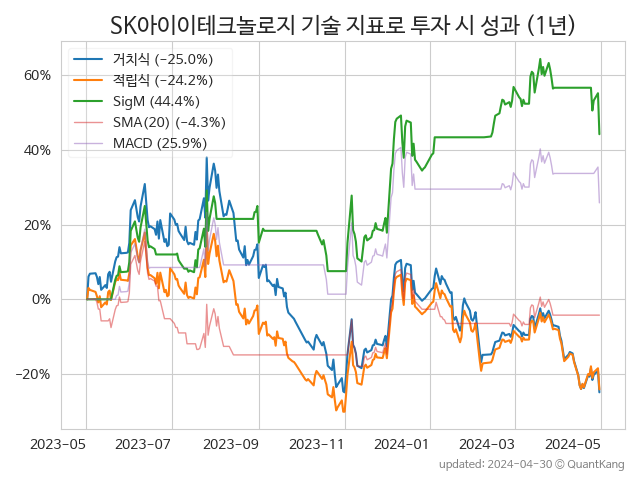 SK아이이테크놀로지 기술 지표로 투자 시 성과 (1년)
거치식 (−25.0%)
적립식 (−24.2%)
SigM (44.4%)
SMA(20) (−4.3%)
MACD (25.9%)
60%
40%
20%
0%
−20%
2023-05
2023-07
2023-09
2023-11
2024-01
2024-03
2024-05
updated: 2024-04-30 © QuantKang